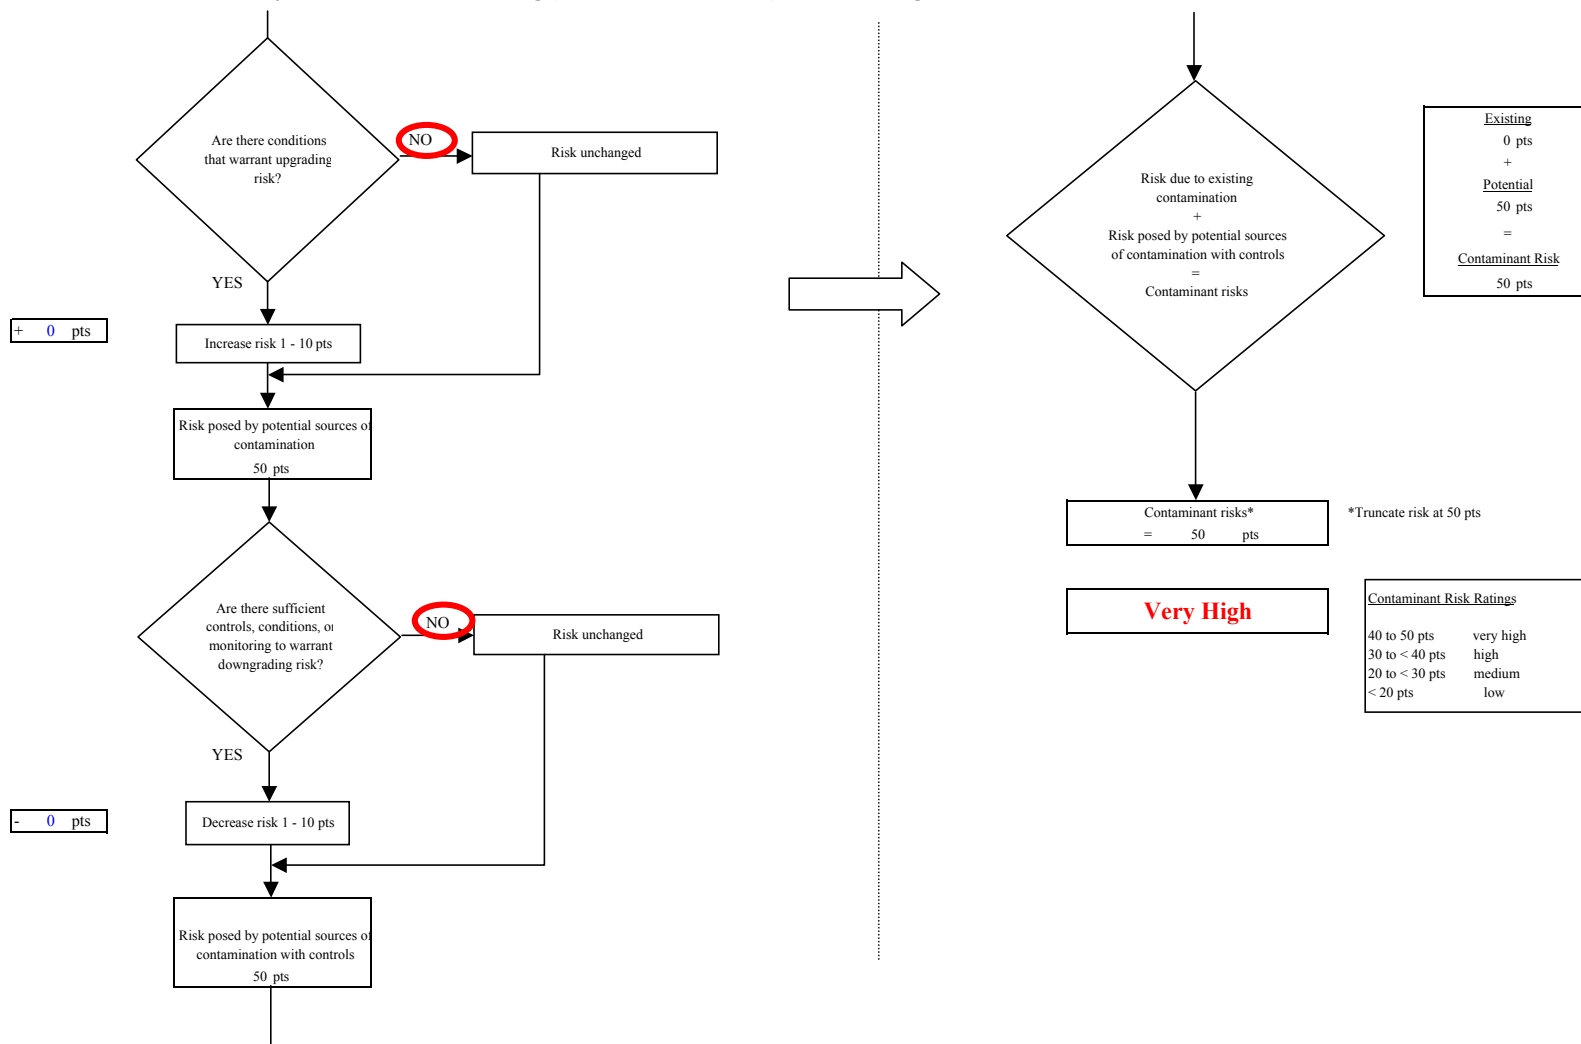 Are there conditions
that warrant upgrading
risk?
NO
Risk unchanged
YES
+ 0 pts
Increase risk 1 - 10 pts
Risk posed by potential sources of
contamination
50 pts
Are there sufficient
controls, conditions, or
monitoring to warrant
downgrading risk?
NO
Risk unchanged
YES
- 0 pts
Decrease risk 1 - 10 pts
Risk posed by potential sources of
contamination with controls
50 pts
Risk due to existing
contamination
+
Risk posed by potential sources
of contamination with controls
=
Contaminant risks
Existing
0 pts
+
Potential
50 pts
=
Contaminant Risk
50 pts
Contaminant risks*
= 50 pts
*Truncate risk at 50 pts
Very High
Contaminant Risk Ratings
40 to 50 pts very high
30 to < 40 pts high
20 to < 30 pts medium
< 20 pts low